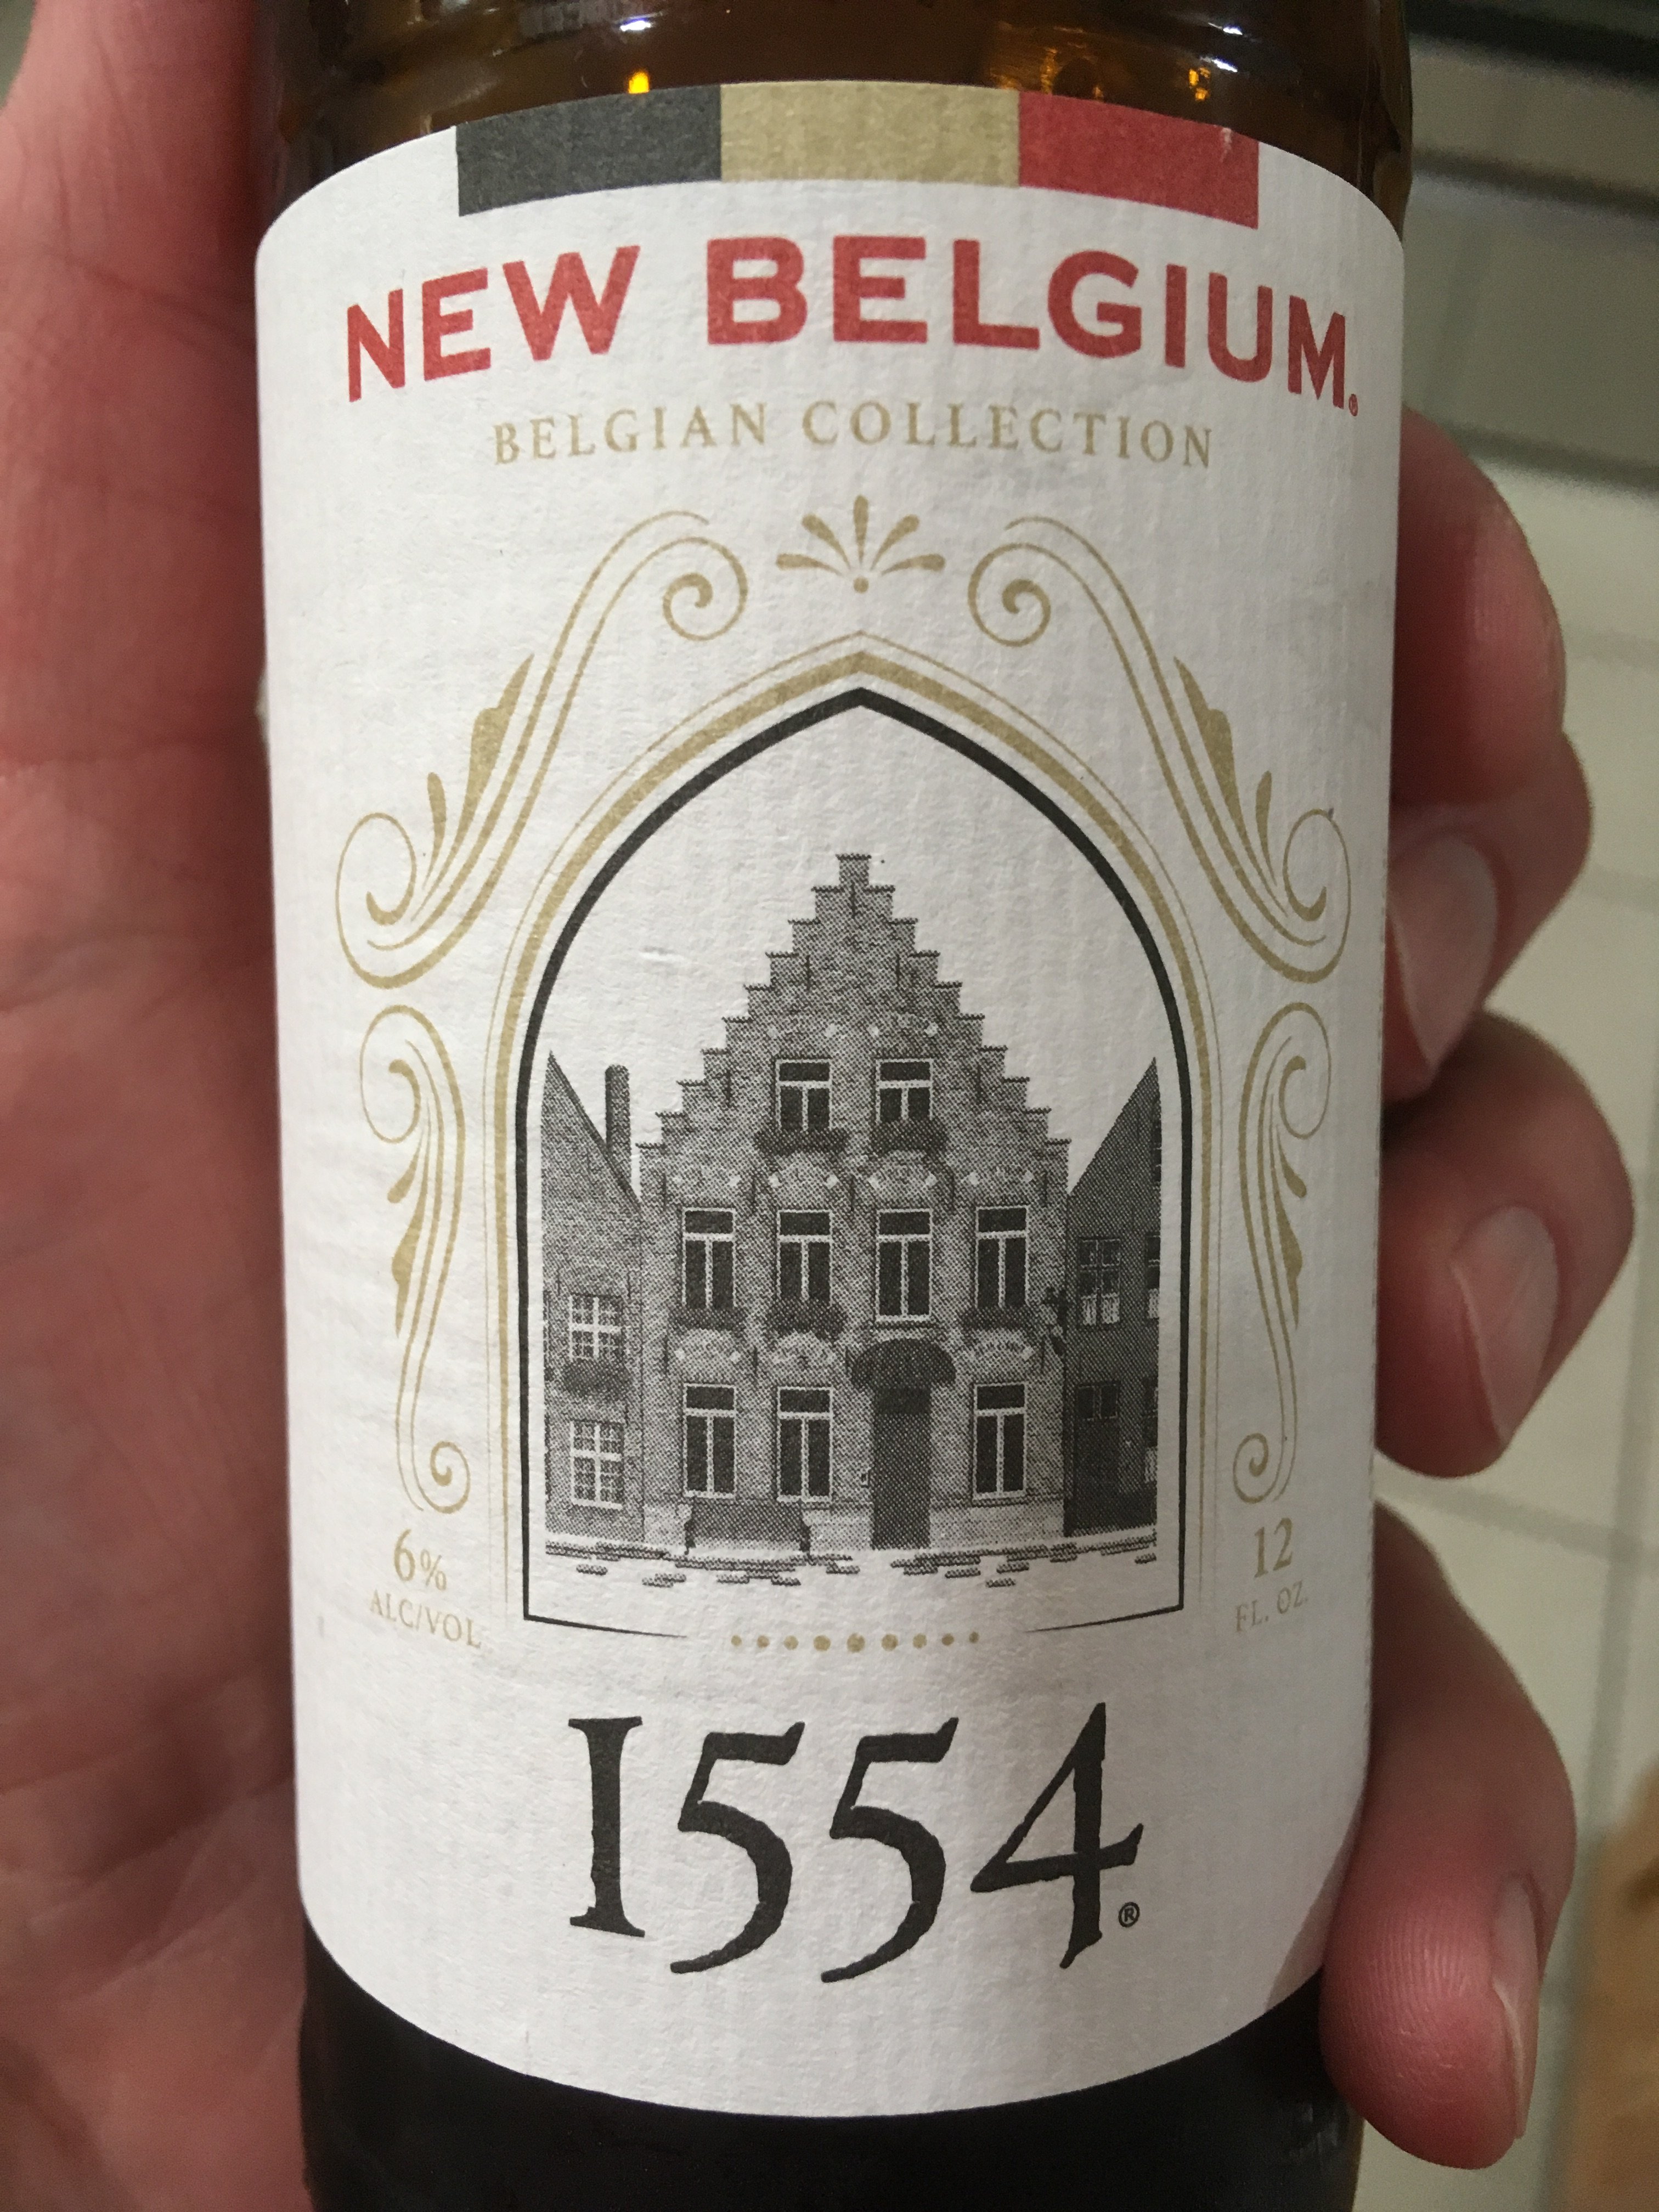 NEW BELGIUM.®
BELGIAN COLLECTION
6%
ALC/VOL
12
FL. OZ.
1554®